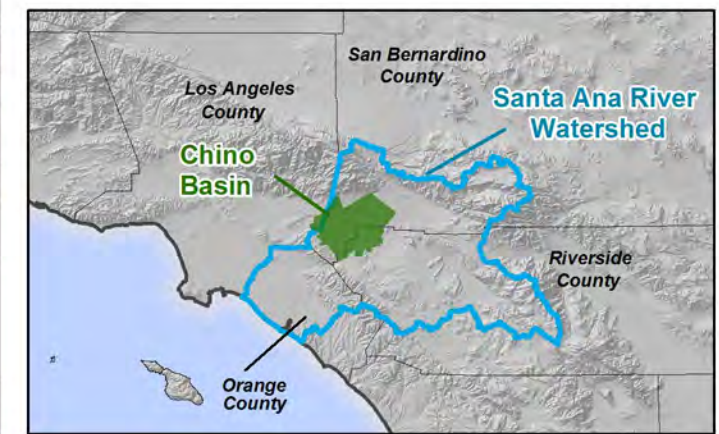 San Bernardino
County
Los Angeles
County
Santa Ana River
Watershed
Chino
Basin
Riverside
County
Orange
County